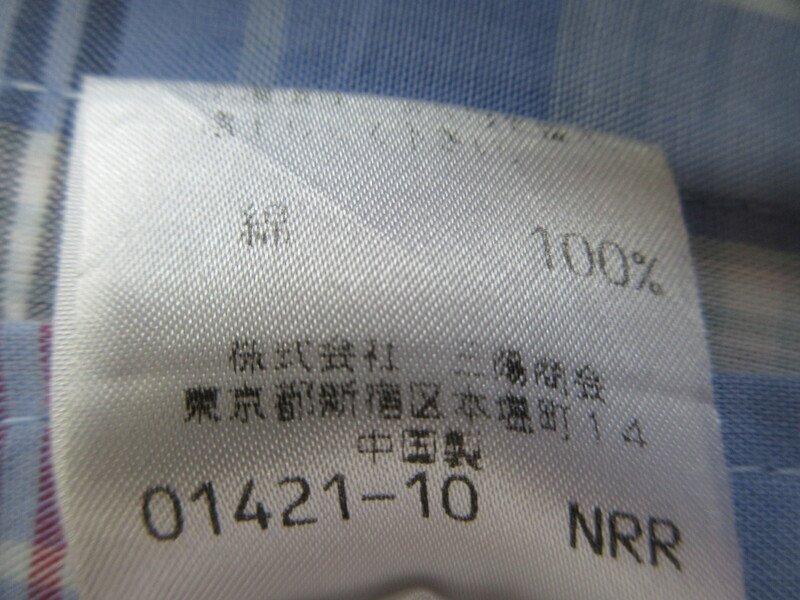 綿 100%
株式会社 三陽商会
東京都新宿区本塩町14
中国製
01421-10 NRR